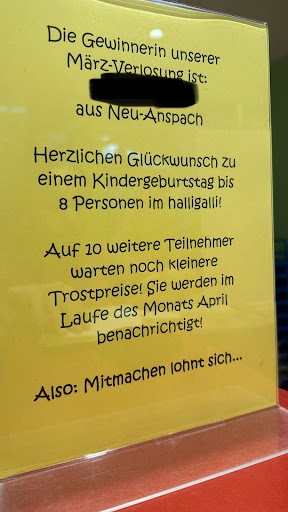 Die Gewinnerin unserer
März-Verlosung ist:
aus Neu-Anspach
Herzlichen Glückwunsch zu
einem Kindergeburtstag bis
8 Personen im halligalli!
Auf 10 weitere Teilnehmer
warten noch kleinere
Trostpreise! Sie werden im
Laufe des Monats April
benachrichtigt!
Also: Mitmachen lohnt sich...